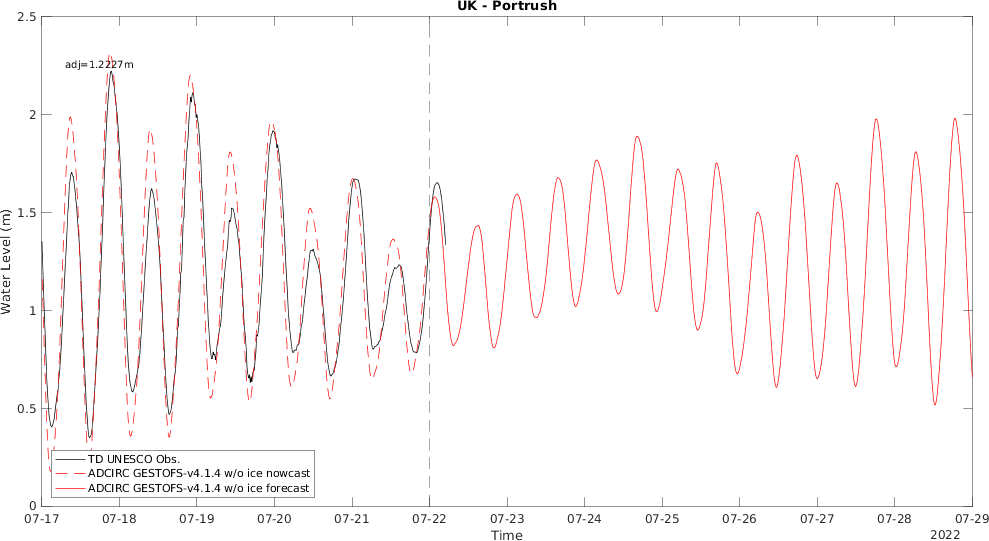 UK - Portrush
2.5
adj=1.2227m
2
1.5
Water Level (m)
1
0.5
TD UNESCO Obs.
ADCIRC GESTOFS-v4.1.4 w/o ice nowcast
ADCIRC GESTOFS-v4.1.4 w/o ice forecast
0
07-17 07-18 07-19 07-20 07-21 07-22 07-23 07-24 07-25 07-26 07-27 07-28 07-29
Time
2022